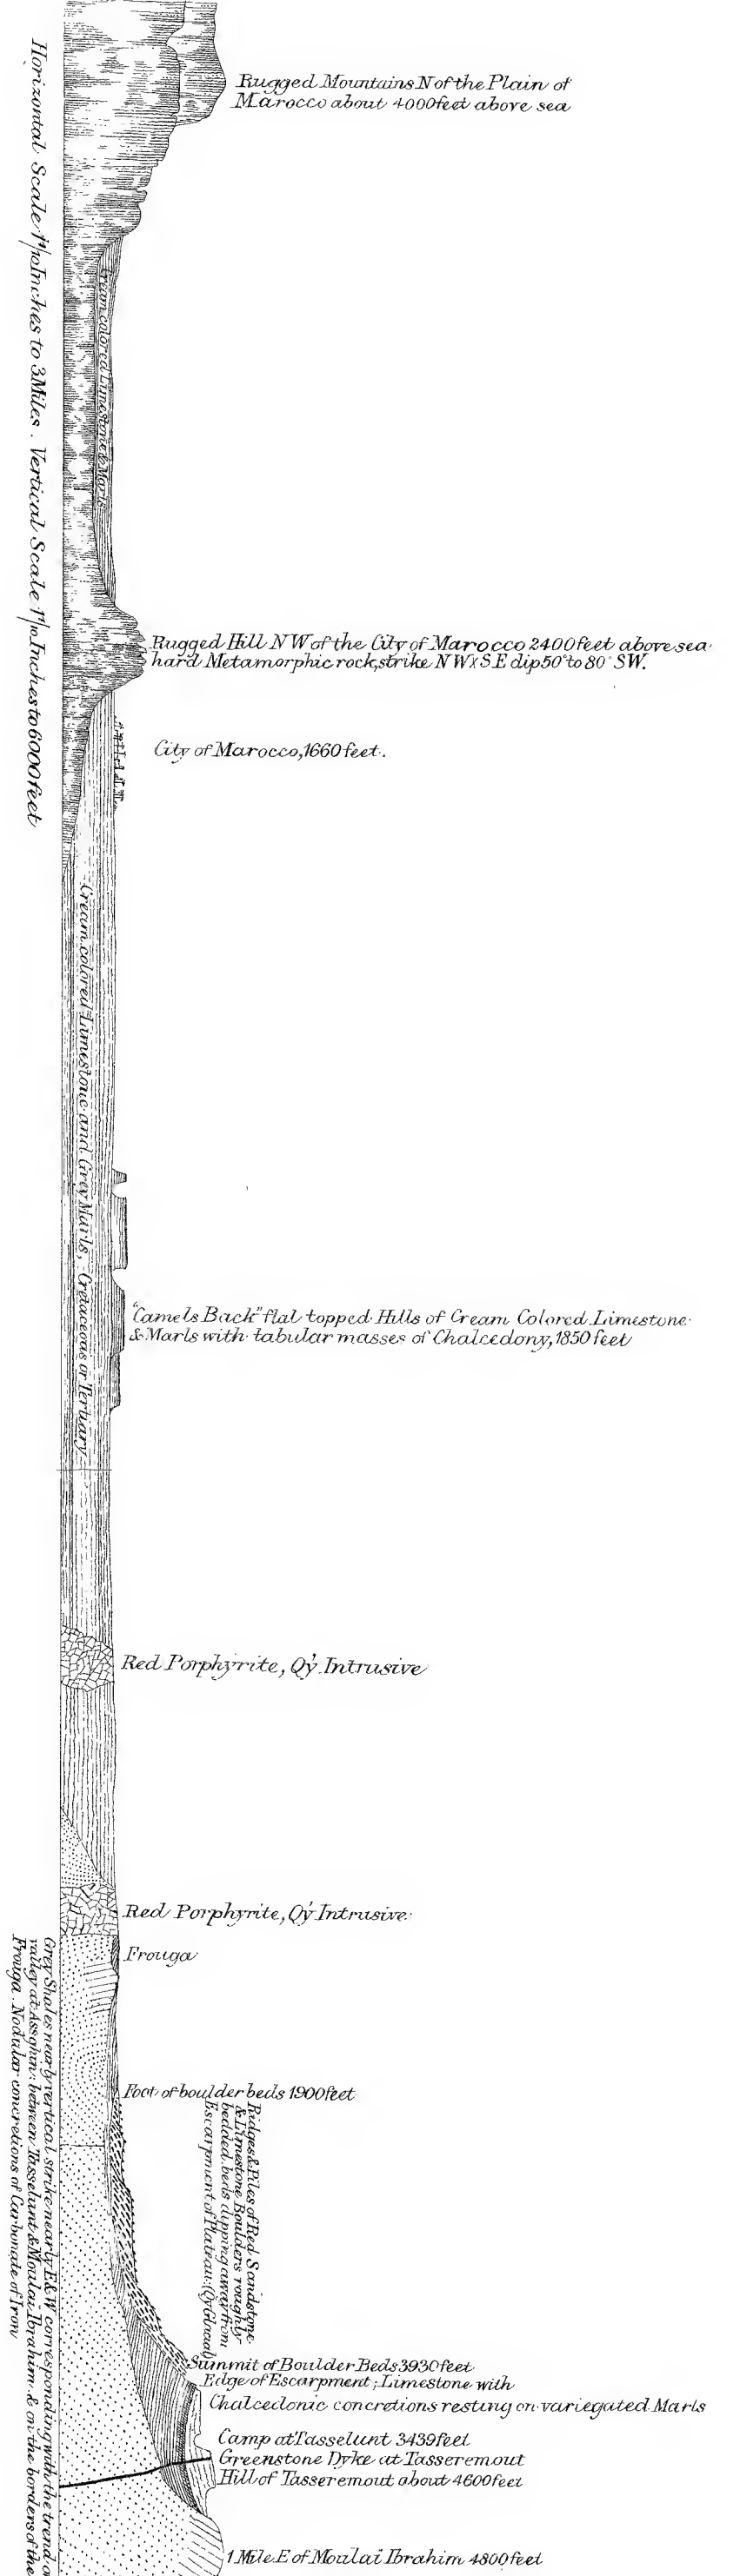 Rugged Mountains N of the Plain of
Marocco about 4000 feet above sea
Horizontal Scale 1 1/10 Inches to 3 Miles. Vertical Scale 1 1/10 Inches to 6000 feet
Cream colored Limestone & Marls
Rugged Hill NW of the City of Marocco 2400 feet above sea
hard Metamorphic rock, strike NW & SE dip 50° to 80° SW.
City of Marocco, 1660 feet.
Cream colored Limestone and Grey Marls, Cretaceous or Tertiary
"Camels Back" flat topped Hills of Cream Colored Limestone
& Marls with tabular masses of Chalcedony, 1850 feet
Red Porphyrite, Qy. Intrusive
Red Porphyrite, Qy Intrusive
Frouga
Grey Shales nearly vertical strike nearly E & W corresponding with the trend o
valley at Assghin: between Tasselunt & Moulai Ibrahim & on the borders of the
Frouga. Nodular concretions of Carbonate of Iron
Foot of boulder beds 1900 feet
Ridges & Piles of Red Sandstone
& Limestone Boulders roughly
bedded, beds dipping away from
Escarpment of Plateau (Qy Glacial)
Summit of Boulder Beds 3930 feet
Edge of Escarpment; Limestone with
Chalcedonic concretions resting on variegated Marls
Camp at Tasselunt 3439 feet
Greenstone Dyke at Tasseremout
Hill of Tasseremout about 4600 feet
1 Mile E of Moulai Ibrahim 4800 feet